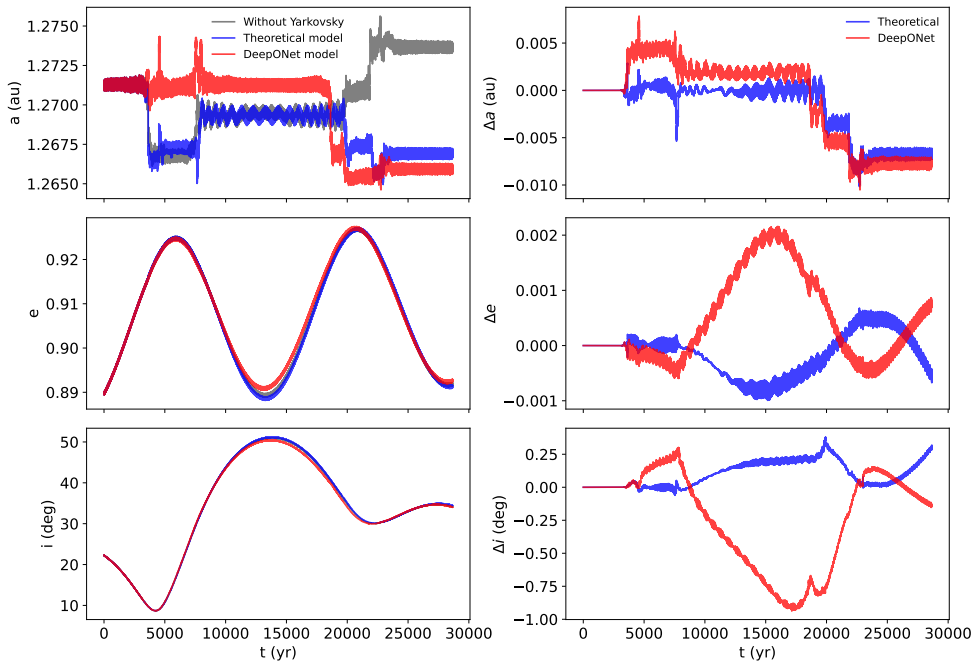 1.2750
1.2725
1.2700
1.2675
1.2650
a (au)
Without Yarkovsky
Theoretical model
DeepONet model
0.005
0.000
−0.005
−0.010
Δa (au)
Theoretical
DeepONet
0.92
0.91
0.90
0.89
e
0.002
0.001
0.000
−0.001
Δe
50
40
30
20
10
i (deg)
0 5000 10000 15000 20000 25000 30000
t (yr)
0.25
0.00
−0.25
−0.50
−0.75
−1.00
Δi (deg)
0 5000 10000 15000 20000 25000 30000
t (yr)